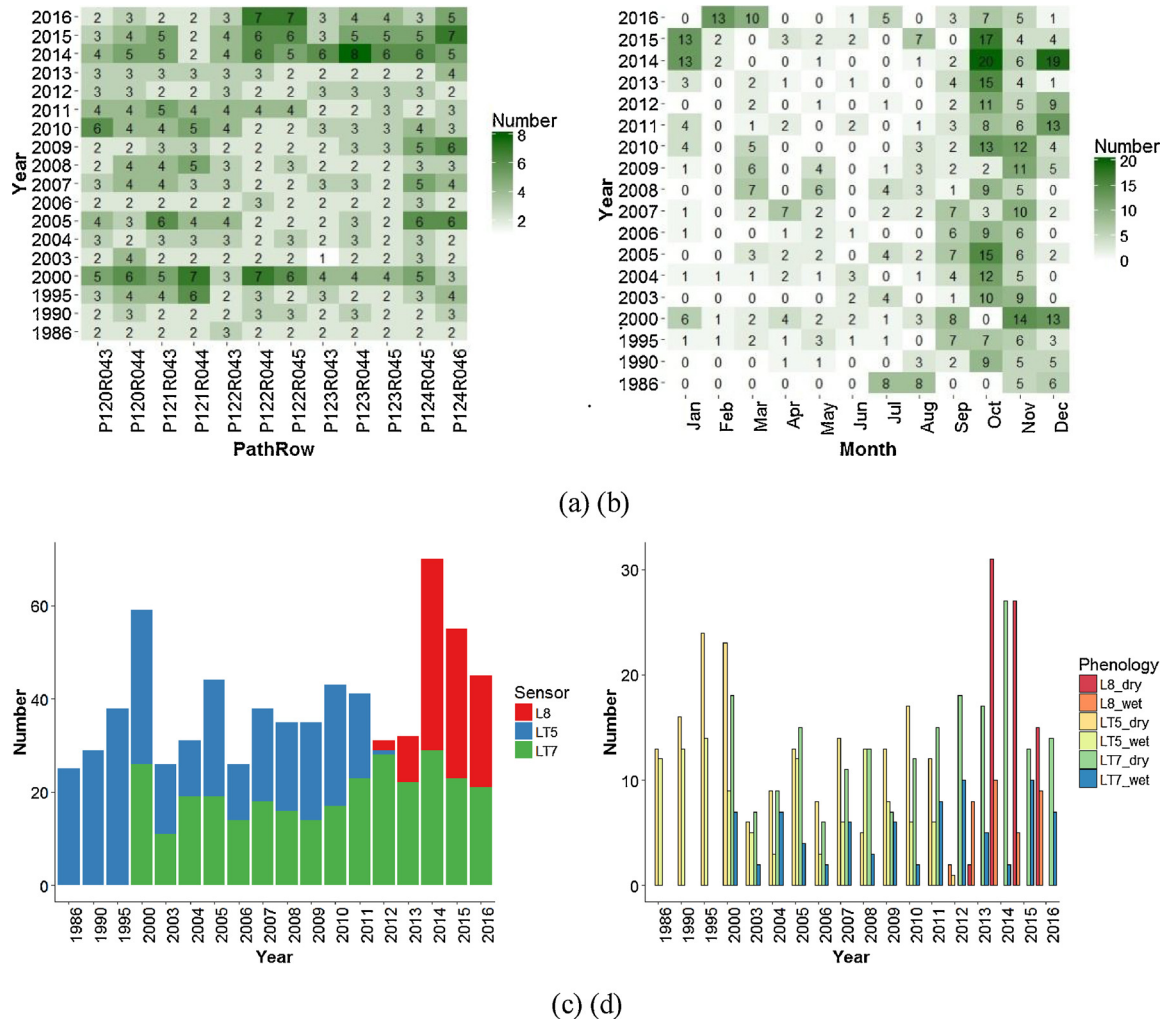 2016 2 3 2 2 3 7 7 3 4 4 3 5
2015 3 4 5 2 4 6 6 3 5 5 5 7
2014 4 5 5 2 4 6 5 6 8 6 6 5
2013 3 3 3 3 3 3 2 2 2 2 2 4
2012 3 3 2 3 3 2 2 2 3 3 3 2
2011 4 4 5 4 4 4 4 2 2 3 2 3
2010 6 4 4 5 4 2 2 3 3 3 4 3
2009 2 2 3 3 2 2 2 2 3 3 5 6
2008 2 4 4 5 3 2 3 2 2 2 3 3
2007 3 4 4 3 3 2 2 2 3 2 5 4
2006 2 2 2 2 2 3 2 2 2 2 3 2
2005 4 3 6 4 4 2 2 2 3 2 6 6
2004 3 2 3 3 3 2 2 2 3 2 3 2
2003 2 4 2 2 2 2 2 1 2 2 3 2
2000 5 6 5 7 3 7 6 4 4 4 5 3
1995 3 4 4 6 2 3 2 3 2 2 3 4
1990 2 3 2 2 3 3 2 2 3 2 3 2
1986 2 2 2 2 3 2 2 2 2 2 2 2
Year
P120R043 P120R044 P121R043 P121R044 P122R043 P122R044 P122R045 P123R043 P123R044 P123R045 P124R045 P124R046
PathRow
Number
8
6
4
2
2016 0 13 10 0 0 1 5 0 3 7 5 1
2015 13 2 0 3 2 2 0 7 0 17 4 4
2014 13 2 0 0 1 0 0 1 2 20 6 19
2013 3 0 2 1 0 1 0 0 4 15 4 1
2012 0 0 2 0 1 0 1 0 2 11 5 9
2011 4 0 1 2 0 2 0 1 3 8 6 13
2010 4 0 5 0 0 0 0 3 2 13 12 4
2009 1 0 6 0 4 0 1 3 2 2 11 5
2008 0 0 7 0 6 0 4 3 1 9 5 0
2007 1 0 2 7 2 0 2 2 7 3 10 2
2006 1 0 0 0 2 1 0 0 6 9 6 0
2005 0 0 3 2 2 0 4 2 7 15 6 2
2004 1 1 1 1 2 3 0 1 4 12 5 0
2003 0 0 0 0 0 2 4 0 1 10 9 0
2000 6 1 2 4 2 2 1 3 8 0 14 13
1995 1 1 2 1 3 1 1 0 7 7 6 3
1990 0 0 0 1 1 0 0 3 2 9 5 2
1986 0 0 0 0 0 0 8 8 0 0 5 6
Year
Jan Feb Mar Apr May Jun Jul Aug Sep Oct Nov Dec
Month
Number
20
15
10
5
0
(a) (b)
60
40
20
0
Number
1986 1990 1995 2000 2003 2004 2005 2006 2007 2008 2009 2010 2011 2012 2013 2014 2015 2016
Year
Sensor
L8
LT5
LT7
30
20
10
0
Number
1986 1990 1995 2000 2003 2004 2005 2006 2007 2008 2009 2010 2011 2012 2013 2014 2015 2016
Year
Phenology
L8_dry
L8_wet
LT5_dry
LT5_wet
LT7_dry
LT7_wet
(c) (d)